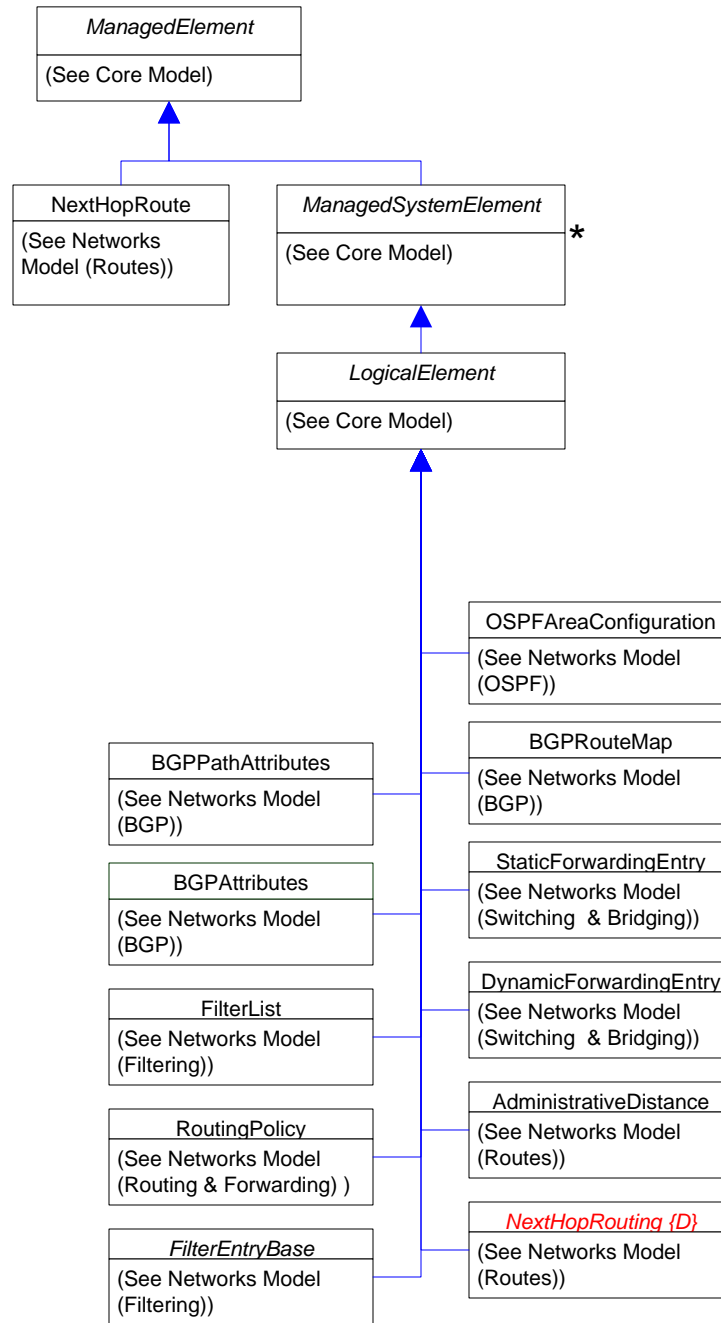 ManagedElement
(See Core Model)
NextHopRoute
(See Networks
Model (Routes))
ManagedSystemElement
(See Core Model)
*
LogicalElement
(See Core Model)
OSPFAreaConfiguration
(See Networks Model
(OSPF))
BGPPathAttributes
(See Networks Model
(BGP))
BGPRouteMap
(See Networks Model
(BGP))
BGPAttributes
(See Networks Model
(BGP))
StaticForwardingEntry
(See Networks Model
(Switching & Bridging))
FilterList
(See Networks Model
(Filtering))
DynamicForwardingEntry
(See Networks Model
(Switching & Bridging))
RoutingPolicy
(See Networks Model
(Routing & Forwarding) )
AdministrativeDistance
(See Networks Model
(Routes))
FilterEntryBase
(See Networks Model
(Filtering))
NextHopRouting {D}
(See Networks Model
(Routes))